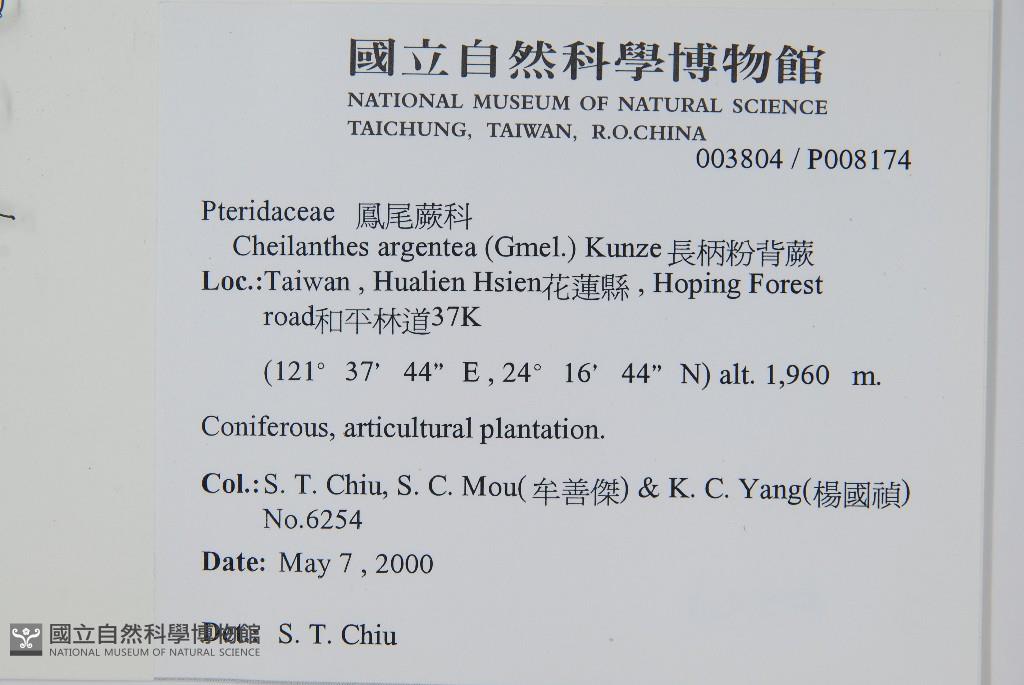 國立自然科學博物館
NATIONAL MUSEUM OF NATURAL SCIENCE
TAICHUNG, TAIWAN, R.O.CHINA
003804 / P008174
Pteridaceae 鳳尾蕨科
Cheilanthes argentea (Gmel.) Kunze 長柄粉背蕨
Loc.:Taiwan , Hualien Hsien花蓮縣 , Hoping Forest
road和平林道37K
(121° 37’ 44” E , 24° 16’ 44” N) alt. 1,960 m.
Coniferous, articultural plantation.
Col.:S. T. Chiu, S. C. Mou( 牟善傑) & K. C. Yang(楊國禎)
No.6254
Date: May 7 , 2000
Det.: S. T. Chiu
國立自然科學博物館
NATIONAL MUSEUM OF NATURAL SCIENCE